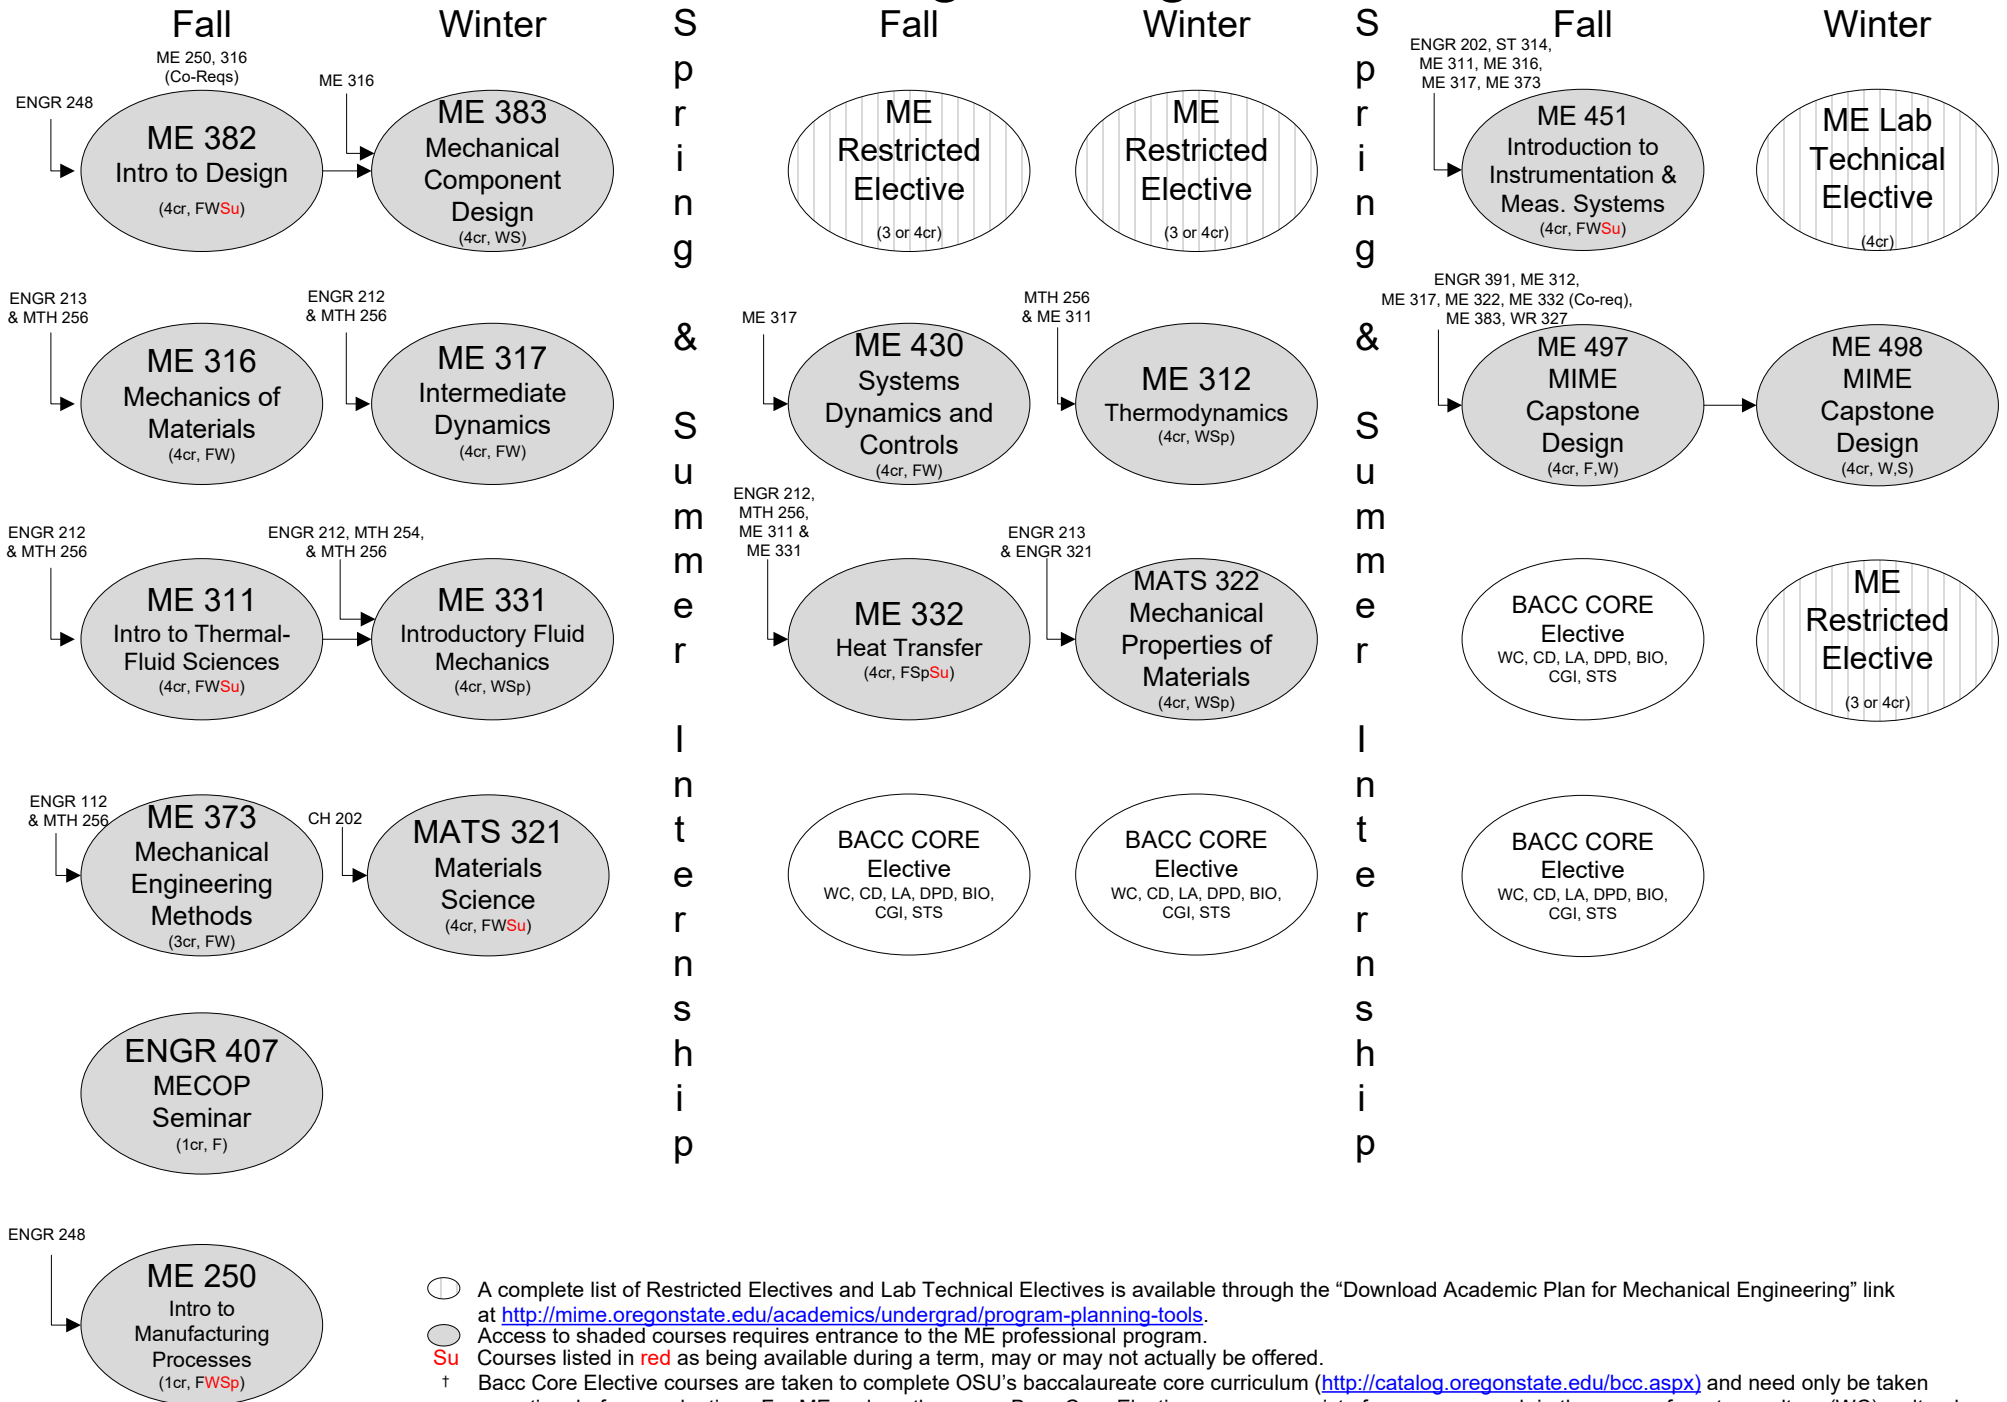 Fall
Winter
Spring & Summer Internship
Fall
Winter
Spring & Summer Internship
Fall
Winter
ME 250, 316
(Co-Reqs)
ENGR 248
ME 382
Intro to Design
(4cr, FWSu)
ME 316
ME 383
Mechanical
Component
Design
(4cr, WS)
ME
Restricted
Elective
(3 or 4cr)
ME
Restricted
Elective
(3 or 4cr)
ENGR 202, ST 314,
ME 311, ME 316,
ME 317, ME 373
ME 451
Introduction to
Instrumentation &
Meas. Systems
(4cr, FWSu)
ME Lab
Technical
Elective
(4cr)
ENGR 213
& MTH 256
ME 316
Mechanics of
Materials
(4cr, FW)
ENGR 212
& MTH 256
ME 317
Intermediate
Dynamics
(4cr, FW)
ME 317
ME 430
Systems
Dynamics and
Controls
(4cr, FW)
MTH 256
& ME 311
ME 312
Thermodynamics
(4cr, WSp)
ENGR 391, ME 312,
ME 317, ME 322, ME 332 (Co-req),
ME 383, WR 327
ME 497
MIME
Capstone
Design
(4cr, F,W)
ME 498
MIME
Capstone
Design
(4cr, W,S)
ENGR 212
& MTH 256
ME 311
Intro to Thermal-
Fluid Sciences
(4cr, FWSu)
ENGR 212, MTH 254,
& MTH 256
ME 331
Introductory Fluid
Mechanics
(4cr, WSp)
ENGR 212,
MTH 256,
ME 311 &
ME 331
ME 332
Heat Transfer
(4cr, FSpSu)
ENGR 213
& ENGR 321
MATS 322
Mechanical
Properties of
Materials
(4cr, WSp)
BACC CORE
Elective
WC, CD, LA, DPD, BIO,
CGI, STS
ME
Restricted
Elective
(3 or 4cr)
ENGR 112
& MTH 256
ME 373
Mechanical
Engineering
Methods
(3cr, FW)
CH 202
MATS 321
Materials
Science
(4cr, FWSu)
BACC CORE
Elective
WC, CD, LA, DPD, BIO,
CGI, STS
BACC CORE
Elective
WC, CD, LA, DPD, BIO,
CGI, STS
BACC CORE
Elective
WC, CD, LA, DPD, BIO,
CGI, STS
ENGR 407
MECOP
Seminar
(1cr, F)
ENGR 248
ME 250
Intro to
Manufacturing
Processes
(1cr, FWSp)
A complete list of Restricted Electives and Lab Technical Electives is available through the “Download Academic Plan for Mechanical Engineering” link
at http://mime.oregonstate.edu/academics/undergrad/program-planning-tools.
Access to shaded courses requires entrance to the ME professional program.
Su Courses listed in red as being available during a term, may or may not actually be offered.
† Bacc Core Elective courses are taken to complete OSU’s baccalaureate core curriculum (http://catalog.oregonstate.edu/bcc.aspx) and need only be taken